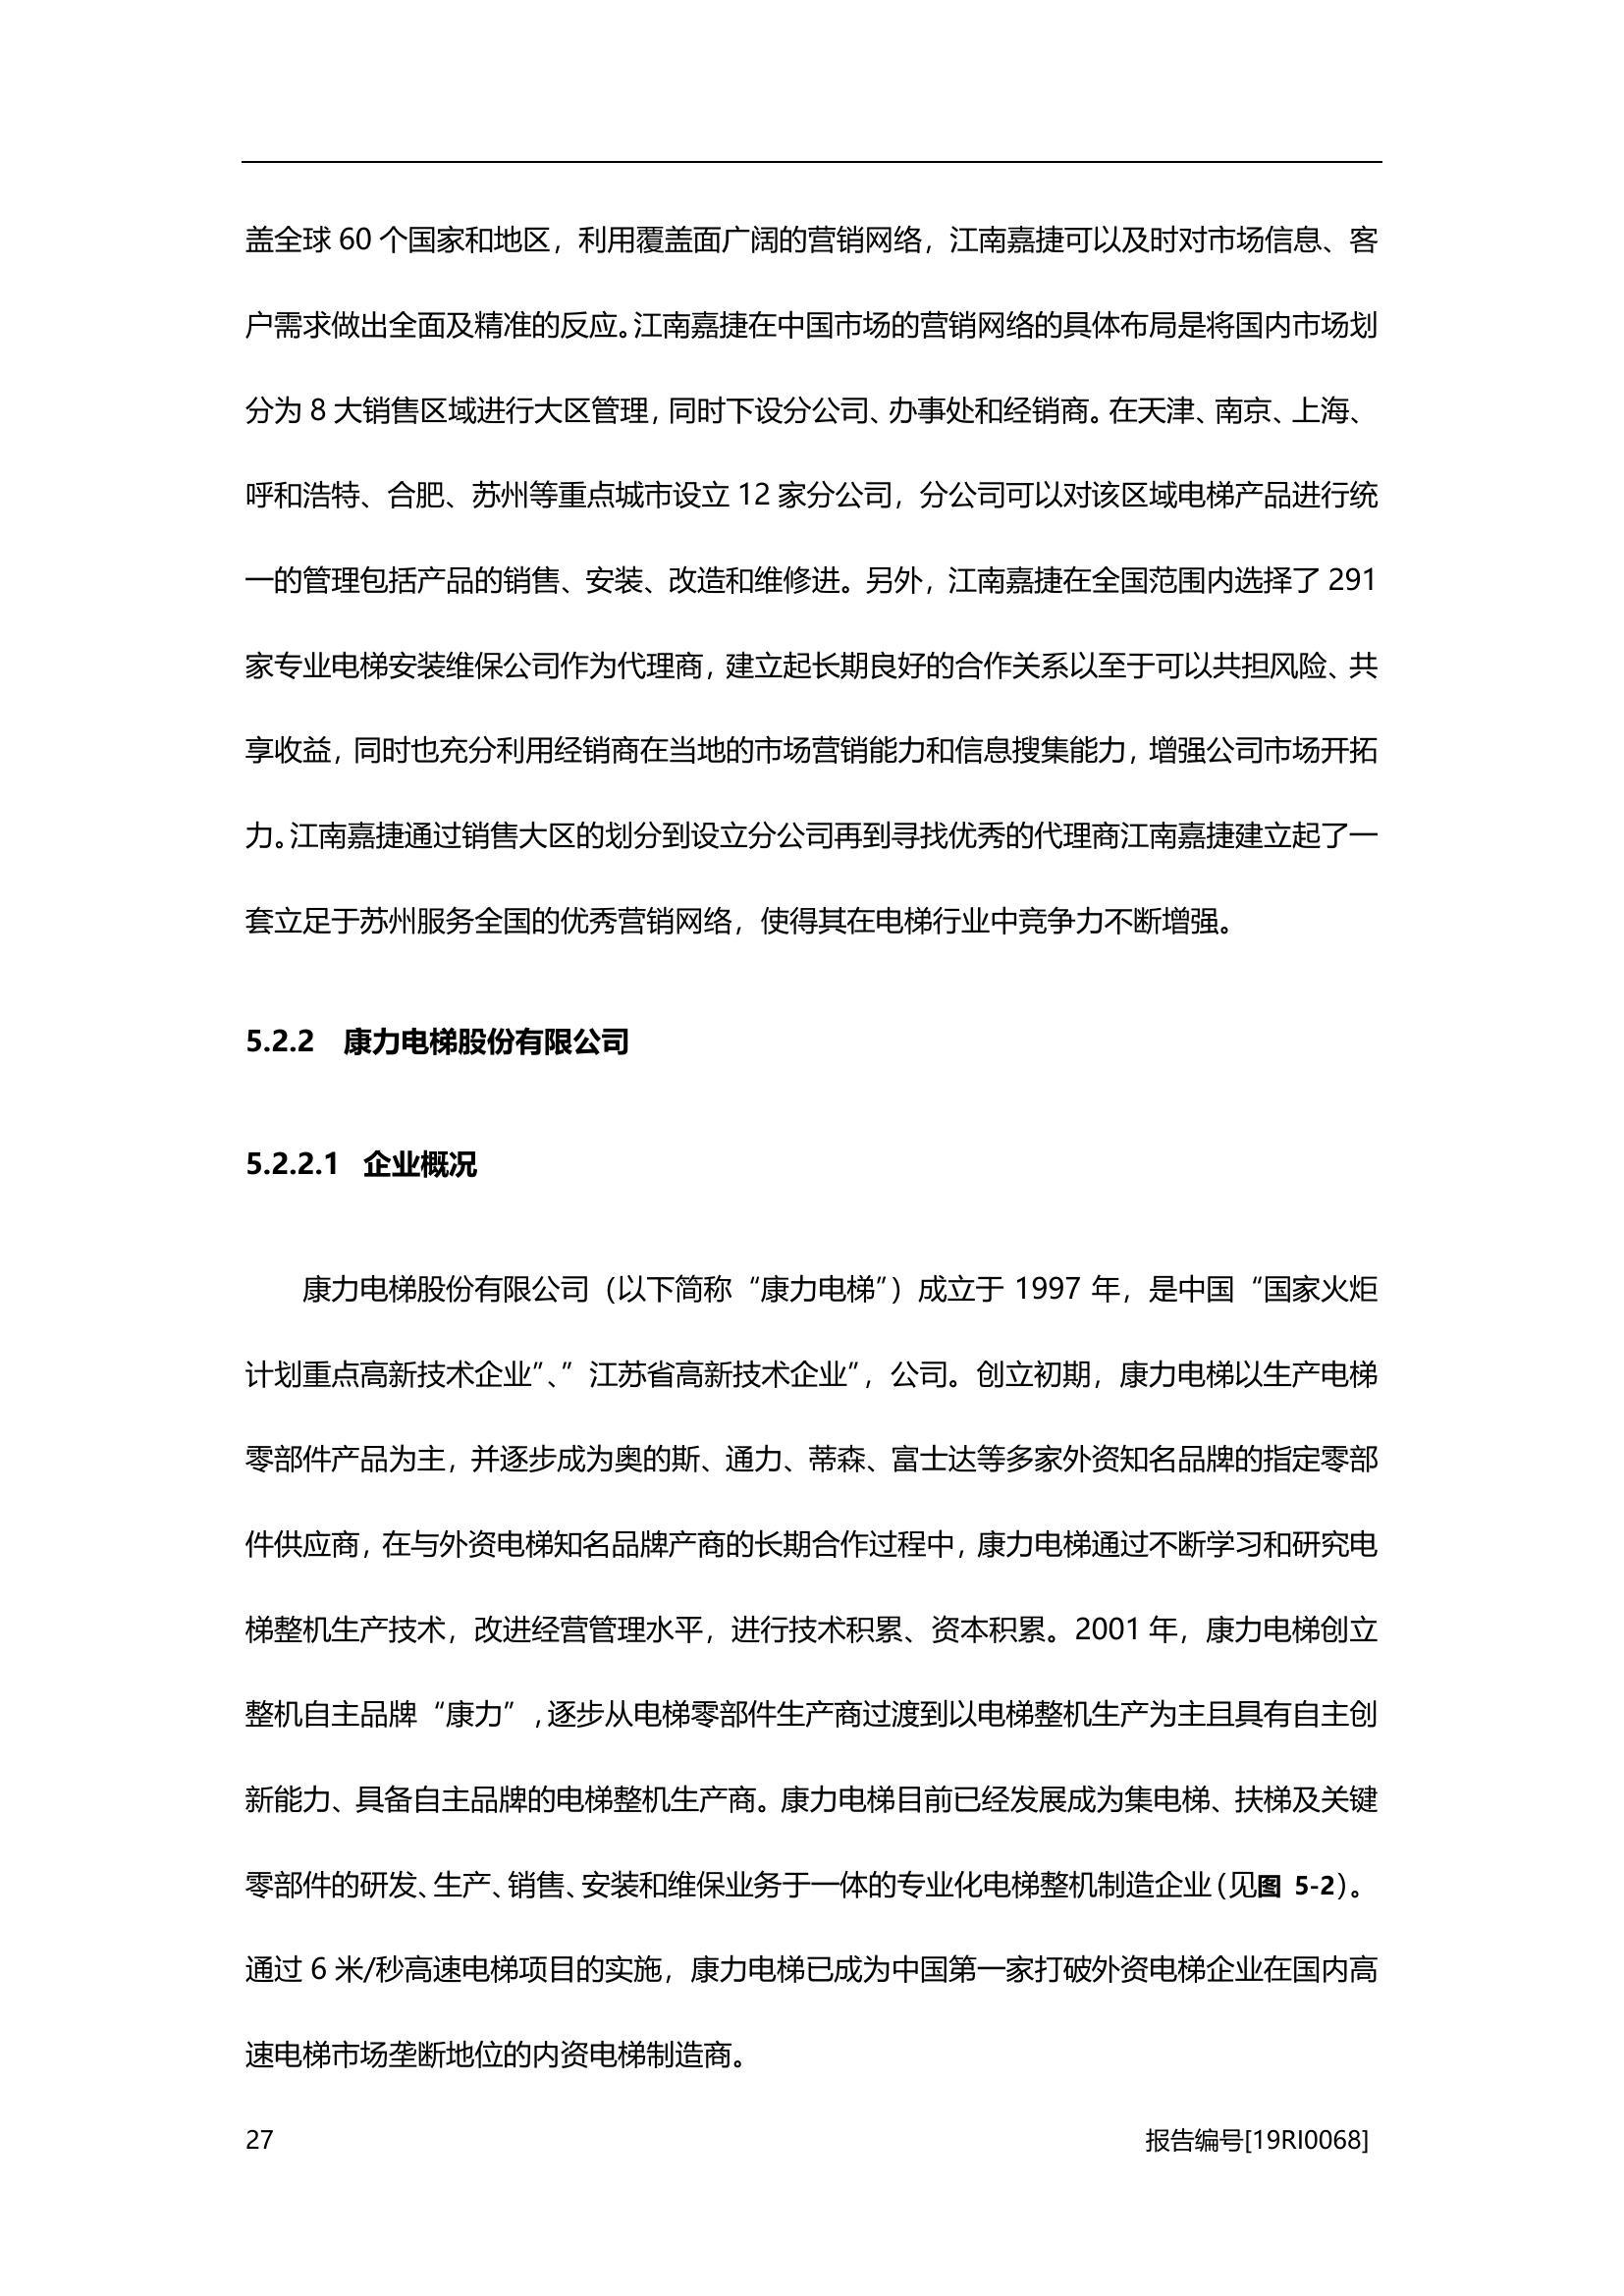 盖全球 60 个国家和地区，利用覆盖面广阔的营销网络，江南嘉捷可以及时对市场信息、客
户需求做出全面及精准的反应。江南嘉捷在中国市场的营销网络的具体布局是将国内市场划
分为 8 大销售区域进行大区管理，同时下设分公司、办事处和经销商。在天津、南京、上海、
呼和浩特、合肥、苏州等重点城市设立 12 家分公司，分公司可以对该区域电梯产品进行统
一的管理包括产品的销售、安装、改造和维修进。另外，江南嘉捷在全国范围内选择了 291
家专业电梯安装维保公司作为代理商，建立起长期良好的合作关系以至于可以共担风险、共
享收益，同时也充分利用经销商在当地的市场营销能力和信息搜集能力，增强公司市场开拓
力。江南嘉捷通过销售大区的划分到设立分公司再到寻找优秀的代理商江南嘉捷建立起了一
套立足于苏州服务全国的优秀营销网络，使得其在电梯行业中竞争力不断增强。
5.2.2 康力电梯股份有限公司
5.2.2.1 企业概况
康力电梯股份有限公司（以下简称“康力电梯”）成立于 1997 年，是中国“国家火炬
计划重点高新技术企业”、”江苏省高新技术企业”，公司。创立初期，康力电梯以生产电梯
零部件产品为主，并逐步成为奥的斯、通力、蒂森、富士达等多家外资知名品牌的指定零部
件供应商，在与外资电梯知名品牌产商的长期合作过程中，康力电梯通过不断学习和研究电
梯整机生产技术，改进经营管理水平，进行技术积累、资本积累。2001 年，康力电梯创立
整机自主品牌“康力”，逐步从电梯零部件生产商过渡到以电梯整机生产为主且具有自主创
新能力、具备自主品牌的电梯整机生产商。康力电梯目前已经发展成为集电梯、扶梯及关键
零部件的研发、生产、销售、安装和维保业务于一体的专业化电梯整机制造企业（见图 5-2）。
通过 6 米/秒高速电梯项目的实施，康力电梯已成为中国第一家打破外资电梯企业在国内高
速电梯市场垄断地位的内资电梯制造商。
27 报告编号[19RI0068]